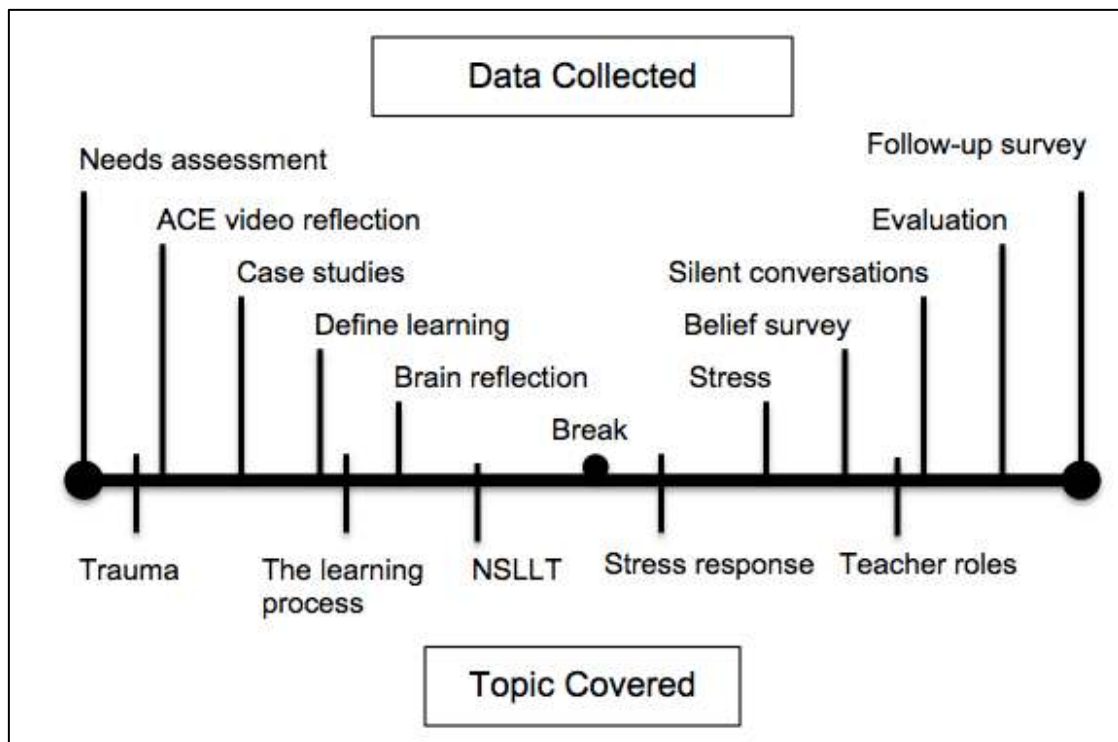 Data Collected
Needs assessment
Follow-up survey
ACE video reflection
Evaluation
Case studies
Silent conversations
Define learning
Belief survey
Brain reflection
Stress
Break
Trauma
The learning
process
NSLLT
Stress response
Teacher roles
Topic Covered